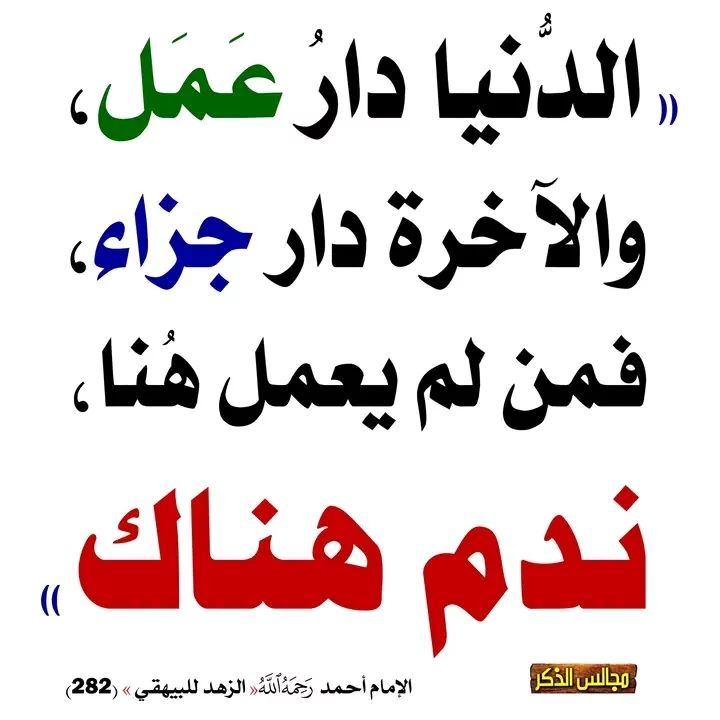 (( الدُّنيا دارُ عَمَل،
والآخرة دار جزاء،
فمن لم يعمل هُنا،
ندم هناك ))
الإمام أحمد رَحِمَهُ ٱللَّهُ « الزهد للبيهقي » (282)
مجالس الذكر